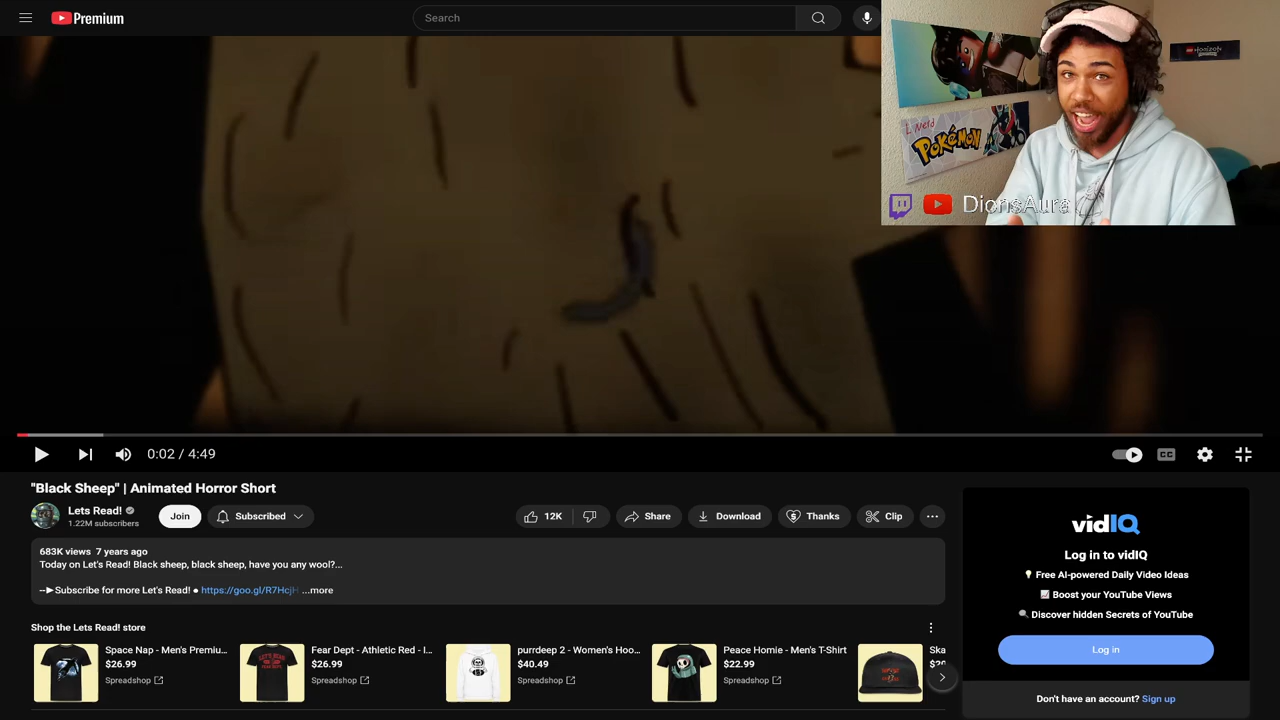 Premium
Search
HORIZON
L Nerd
POKÉMON
DionsAura
0:02 / 4:49
CC
"Black Sheep" | Animated Horror Short
Lets Read!
1.22M subscribers
Join
Subscribed
12K
Share
Download
Thanks
Clip
683K views 7 years ago
Today on Let's Read! Black sheep, black sheep, have you any wool?...
--►Subscribe for more Let's Read! ● https://goo.gl/R7HcjH ...more
Shop the Lets Read! store
Space Nap - Men's Premiu...
$26.99
Spreadshop
Fear Dept - Athletic Red - I...
$26.99
Spreadshop
purrdeep 2 - Women's Hoo...
$40.49
Spreadshop
Peace Homie - Men's T-Shirt
$22.99
Spreadshop
Ska
vidIQ
Log in to vidIQ
Free AI-powered Daily Video Ideas
Boost your YouTube Views
Discover hidden Secrets of YouTube
Log in
Don't have an account? Sign up